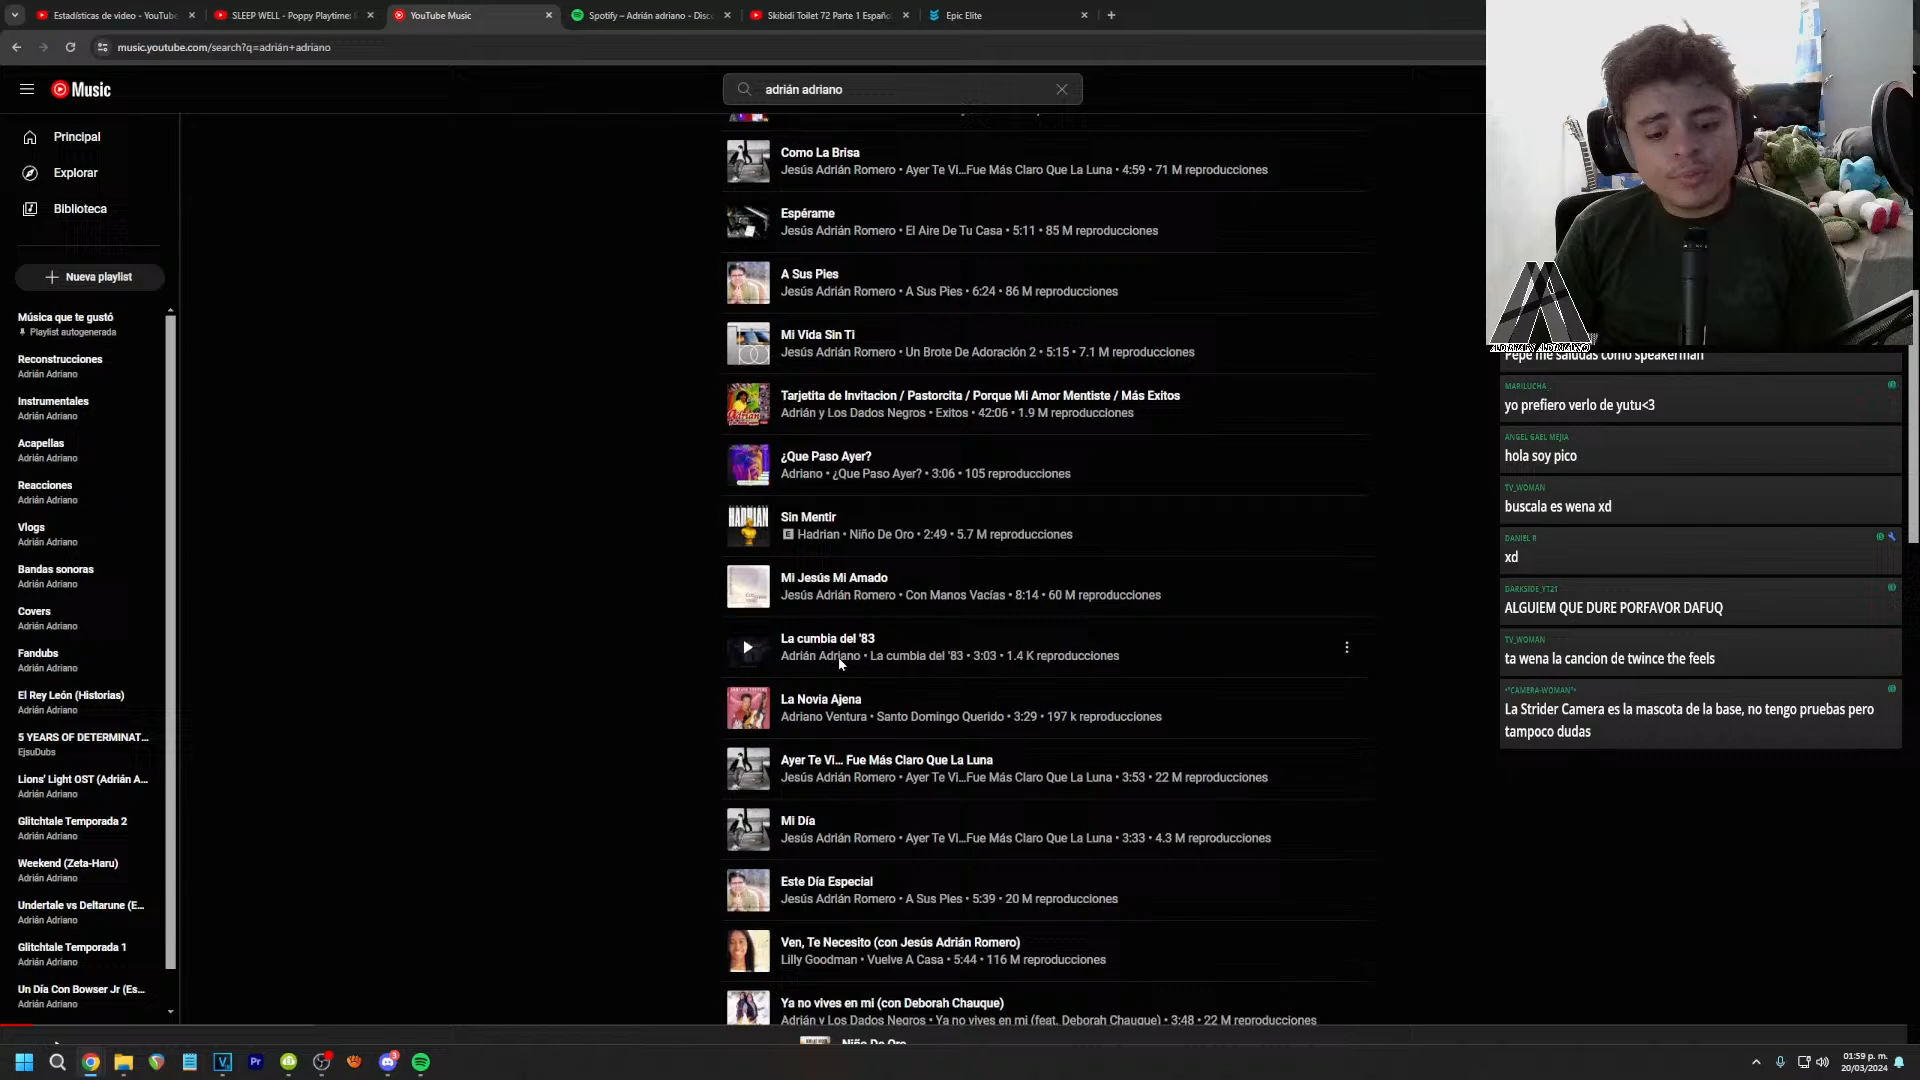 Estadísticas de video - YouTube
SLEEP WELL - Poppy Playtime:
YouTube Music
Spotify – Adrián adriano - Disco
Skibidi Toilet 72 Parte 1 Españo
Epic Elite
music.youtube.com/search?q=adrián+adriano
Music
adrián adriano
Principal
Explorar
Biblioteca
Nueva playlist
Música que te gustó
Playlist autogenerada
Reconstrucciones
Adrián Adriano
Instrumentales
Adrián Adriano
Acapellas
Adrián Adriano
Reacciones
Adrián Adriano
Vlogs
Adrián Adriano
Bandas sonoras
Adrián Adriano
Covers
Adrián Adriano
Fandubs
Adrián Adriano
El Rey León (Historias)
Adrián Adriano
5 YEARS OF DETERMINAT...
EjsuDubs
Lions' Light OST (Adrián A...
Adrián Adriano
Glitchtale Temporada 2
Adrián Adriano
Weekend (Zeta-Haru)
Adrián Adriano
Undertale vs Deltarune (E...
Adrián Adriano
Glitchtale Temporada 1
Adrián Adriano
Un Día Con Bowser Jr (Es...
Adrián Adriano
Como La Brisa
Jesús Adrián Romero • Ayer Te Vi...Fue Más Claro Que La Luna • 4:59 • 71 M reproducciones
Espérame
Jesús Adrián Romero • El Aire De Tu Casa • 5:11 • 85 M reproducciones
A Sus Pies
Jesús Adrián Romero • A Sus Pies • 6:24 • 86 M reproducciones
Mi Vida Sin Ti
Jesús Adrián Romero • Un Brote De Adoración 2 • 5:15 • 7.1 M reproducciones
Tarjetita de Invitacion / Pastorcita / Porque Mi Amor Mentiste / Más Exitos
Adrián y Los Dados Negros • Exitos • 42:06 • 1.9 M reproducciones
¿Que Paso Ayer?
Adriano • ¿Que Paso Ayer? • 3:06 • 105 reproducciones
HADRIAN
Sin Mentir
E Hadrian • Niño De Oro • 2:49 • 5.7 M reproducciones
Mi Jesús Mi Amado
Jesús Adrián Romero • Con Manos Vacías • 8:14 • 60 M reproducciones
La cumbia del '83
Adrián Adriano • La cumbia del '83 • 3:03 • 1.4 K reproducciones
La Novia Ajena
Adriano Ventura • Santo Domingo Querido • 3:29 • 197 k reproducciones
Ayer Te Vi... Fue Más Claro Que La Luna
Jesús Adrián Romero • Ayer Te Vi...Fue Más Claro Que La Luna • 3:53 • 22 M reproducciones
Mi Día
Jesús Adrián Romero • Ayer Te Vi...Fue Más Claro Que La Luna • 3:33 • 4.3 M reproducciones
Este Día Especial
Jesús Adrián Romero • A Sus Pies • 5:39 • 20 M reproducciones
Ven, Te Necesito (con Jesús Adrián Romero)
Lilly Goodman • Vuelve A Casa • 5:44 • 116 M reproducciones
Ya no vives en mi (con Deborah Chauque)
Adrián y Los Dados Negros • Ya no vives en mi (feat. Deborah Chauque) • 3:48 • 22 M reproducciones
Niño De Oro
ADRIÁN ADRIANO
Pepe me saludas como speakerman
MARILUCHA_
yo prefiero verlo de yutu<3
ANGEL GAEL MEJIA
hola soy pico
TV_WOMAN
buscala es wena xd
DANIEL R
xd
DARKSIDE_YT21
ALGUIEM QUE DURE PORFAVOR DAFUQ
TV_WOMAN
ta wena la cancion de twince the feels
*"CAMERA-WOMAN"*
La Strider Camera es la mascota de la base, no tengo pruebas pero
tampoco dudas
Pr
3
01:59 p. m.
20/03/2024